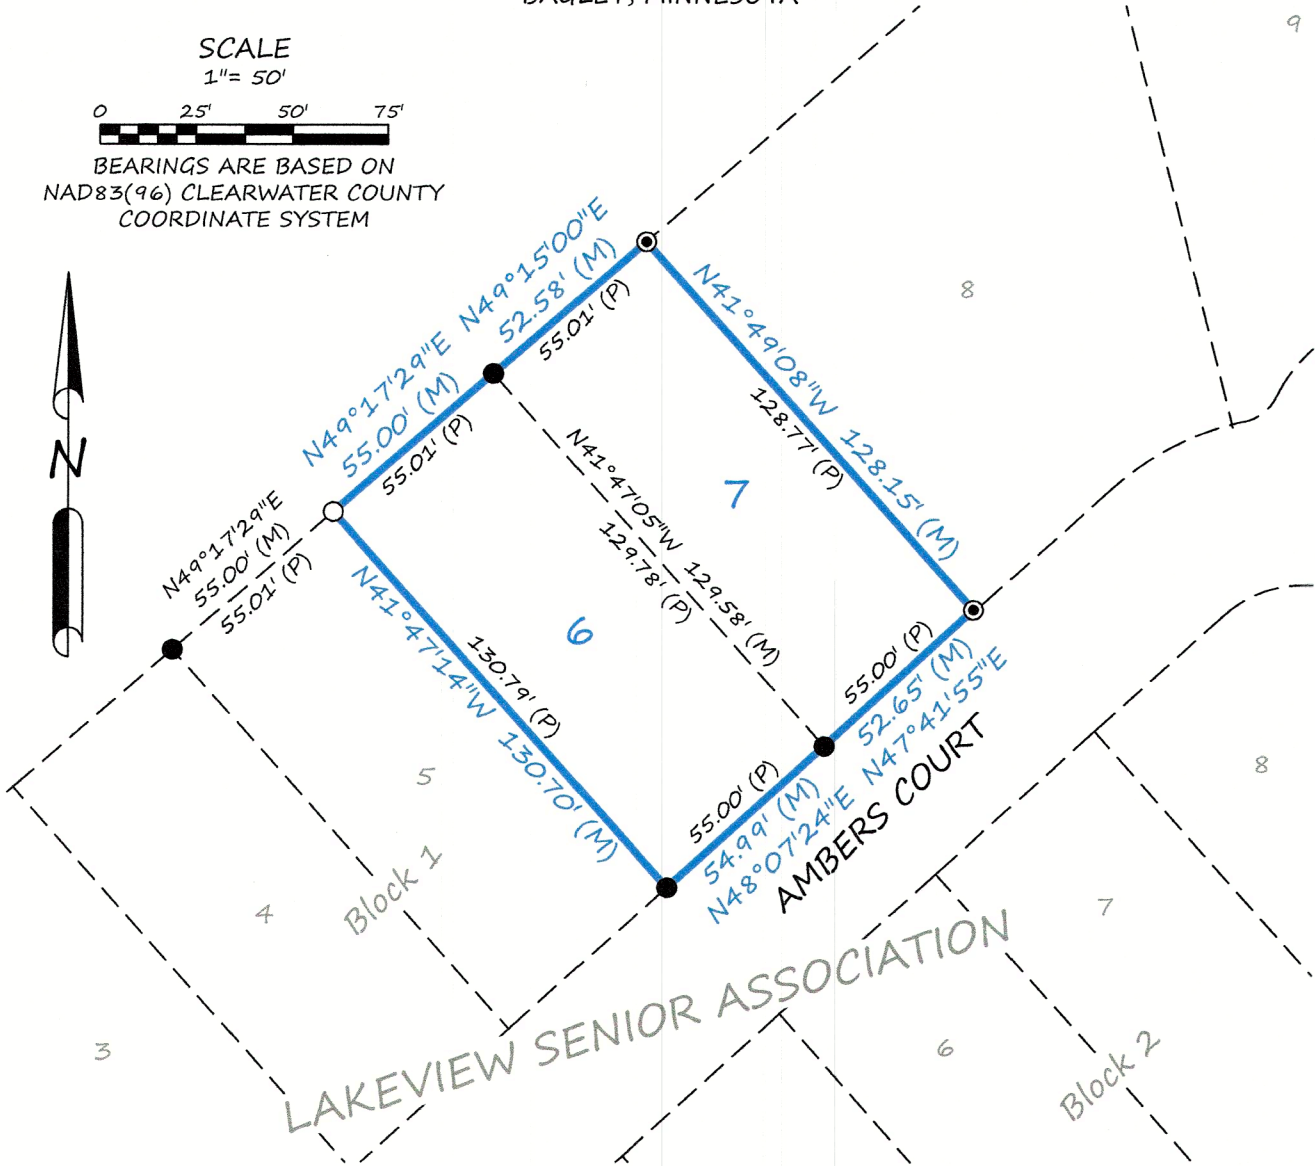 SCALE
1"= 50'
0 25' 50' 75'
BEARINGS ARE BASED ON
NAD83(96) CLEARWATER COUNTY
COORDINATE SYSTEM
N
9
8
N49°15'00"E
52.58' (M)
55.01' (P)
N49°17'29"E
55.00' (M)
55.01' (P)
N49°17'29"E
55.00' (M)
55.01' (P)
N41°49'08"W 128.15' (M)
128.77' (P)
7
N41°47'05"W 129.58' (M)
129.78' (P)
6
130.79' (P)
N41°47'14"W 130.70' (M)
55.00' (P)
52.65' (M)
N47°41'55"E
55.00' (P)
54.99' (M)
N48°07'24"E
AMBERS COURT
5
Block 1
4
3
LAKEVIEW SENIOR ASSOCIATION
8
7
6
Block 2